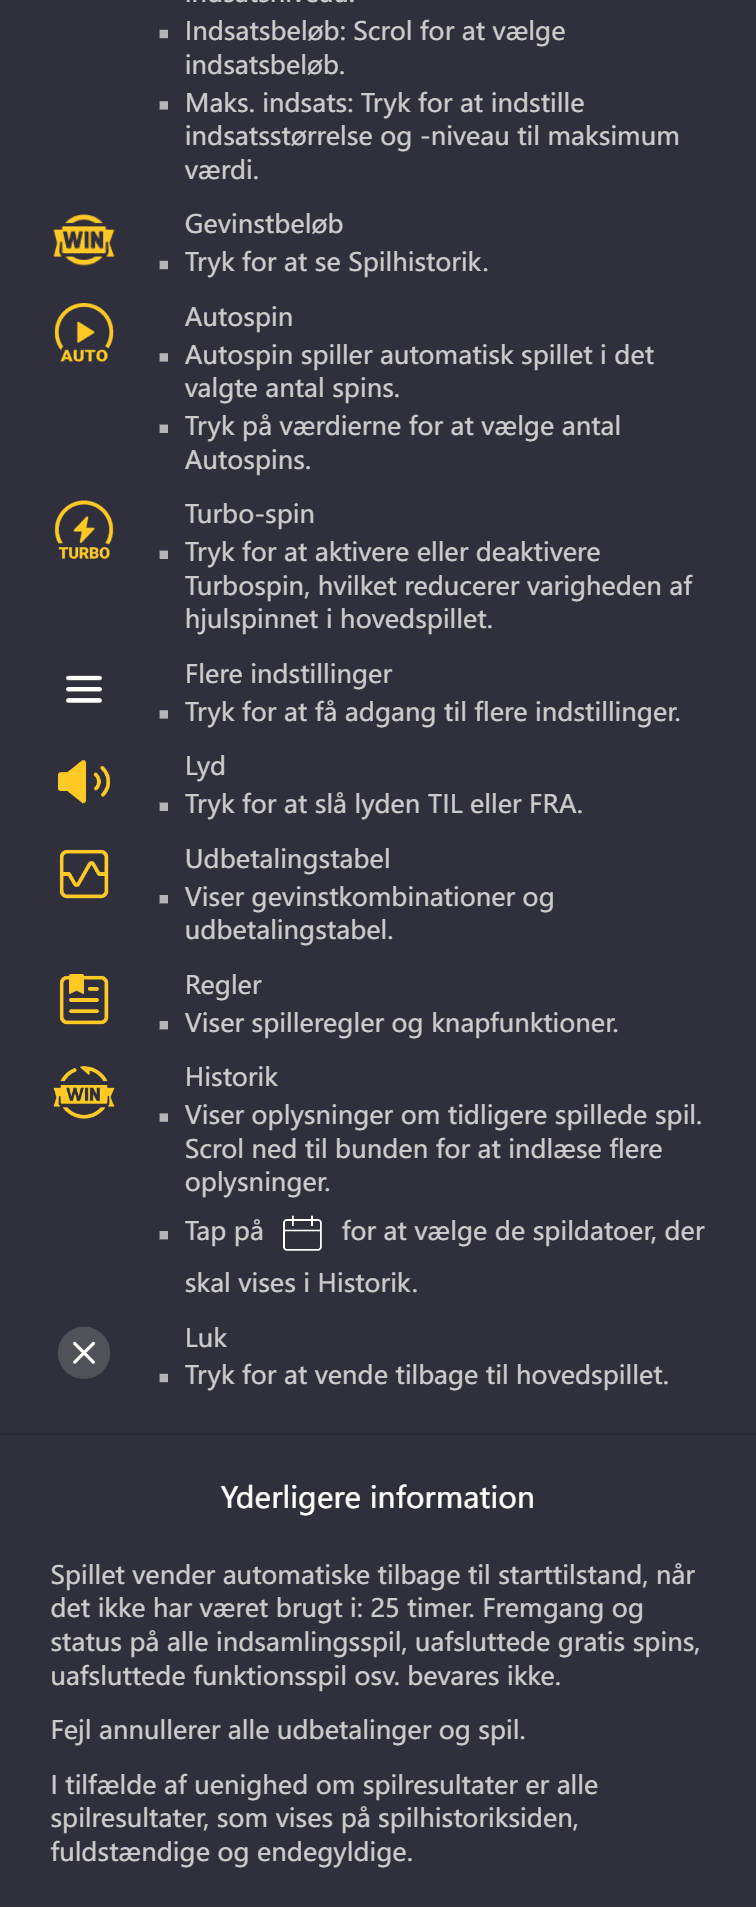 Indsatsbeløb: Scrol for at vælge
indsatsbeløb.
Maks. indsats: Tryk for at indstille
indsatsstørrelse og -niveau til maksimum
værdi.
WIN
Gevinstbeløb
Tryk for at se Spilhistorik.
AUTO
Autospin
Autospin spiller automatisk spillet i det
valgte antal spins.
Tryk på værdierne for at vælge antal
Autospins.
TURBO
Turbo-spin
Tryk for at aktivere eller deaktivere
Turbospin, hvilket reducerer varigheden af
hjulspinnet i hovedspillet.
Flere indstillinger
Tryk for at få adgang til flere indstillinger.
Lyd
Tryk for at slå lyden TIL eller FRA.
Udbetalingstabel
Viser gevinstkombinationer og
udbetalingstabel.
Regler
Viser spilleregler og knapfunktioner.
WIN
Historik
Viser oplysninger om tidligere spillede spil.
Scrol ned til bunden for at indlæse flere
oplysninger.
Tap på for at vælge de spildatoer, der
skal vises i Historik.
Luk
Tryk for at vende tilbage til hovedspillet.
Yderligere information
Spillet vender automatiske tilbage til starttilstand, når
det ikke har været brugt i: 25 timer. Fremgang og
status på alle indsamlingsspil, uafsluttede gratis spins,
uafsluttede funktionsspil osv. bevares ikke.
Fejl annullerer alle udbetalinger og spil.
I tilfælde af uenighed om spilresultater er alle
spilresultater, som vises på spilhistoriksiden,
fuldstændige og endegyldige.